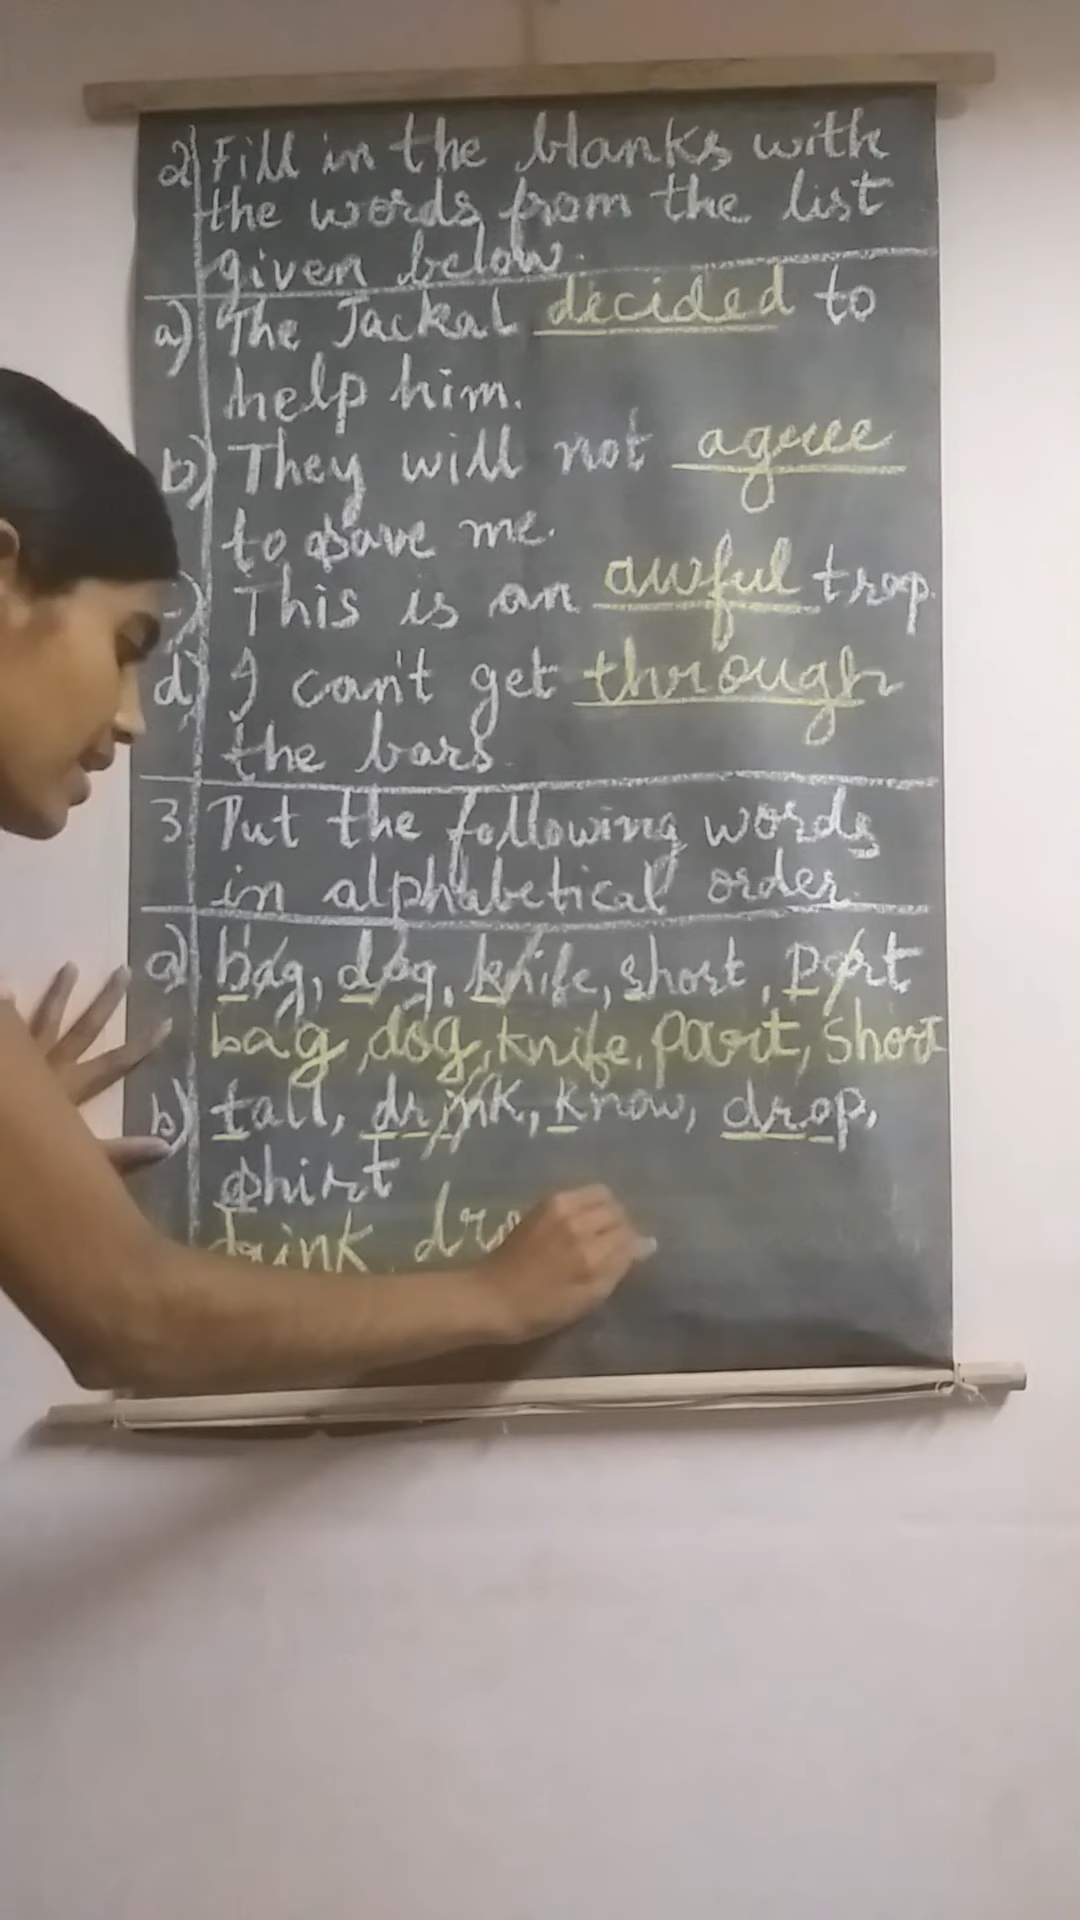 2) Fill in the blanks with
the words from the list
given below.
a) The Jackal decided to
help him.
b) They will not agree
to save me.
c) This is an awful trap.
d) I can't get through
the bars.
3 Put the following words
in alphabetical order.
a) bag, dog, knife, short, part
bag, dog, knife, part, short
b) tall, drink, know, drop,
shirt
drink,